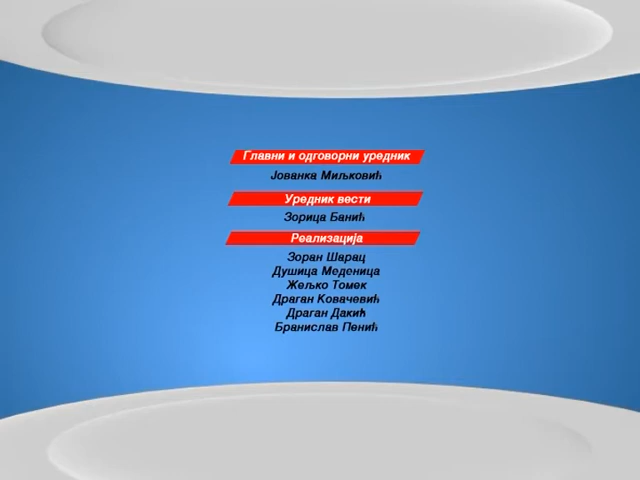 Главни и одговорни уредник
Јованка Миљковић
Уредник вести
Зорица Банић
Реализација
Зоран Шарац
Душица Меденица
Жељко Томек
Драган Ковачевић
Драган Дакић
Бранислав Пенић